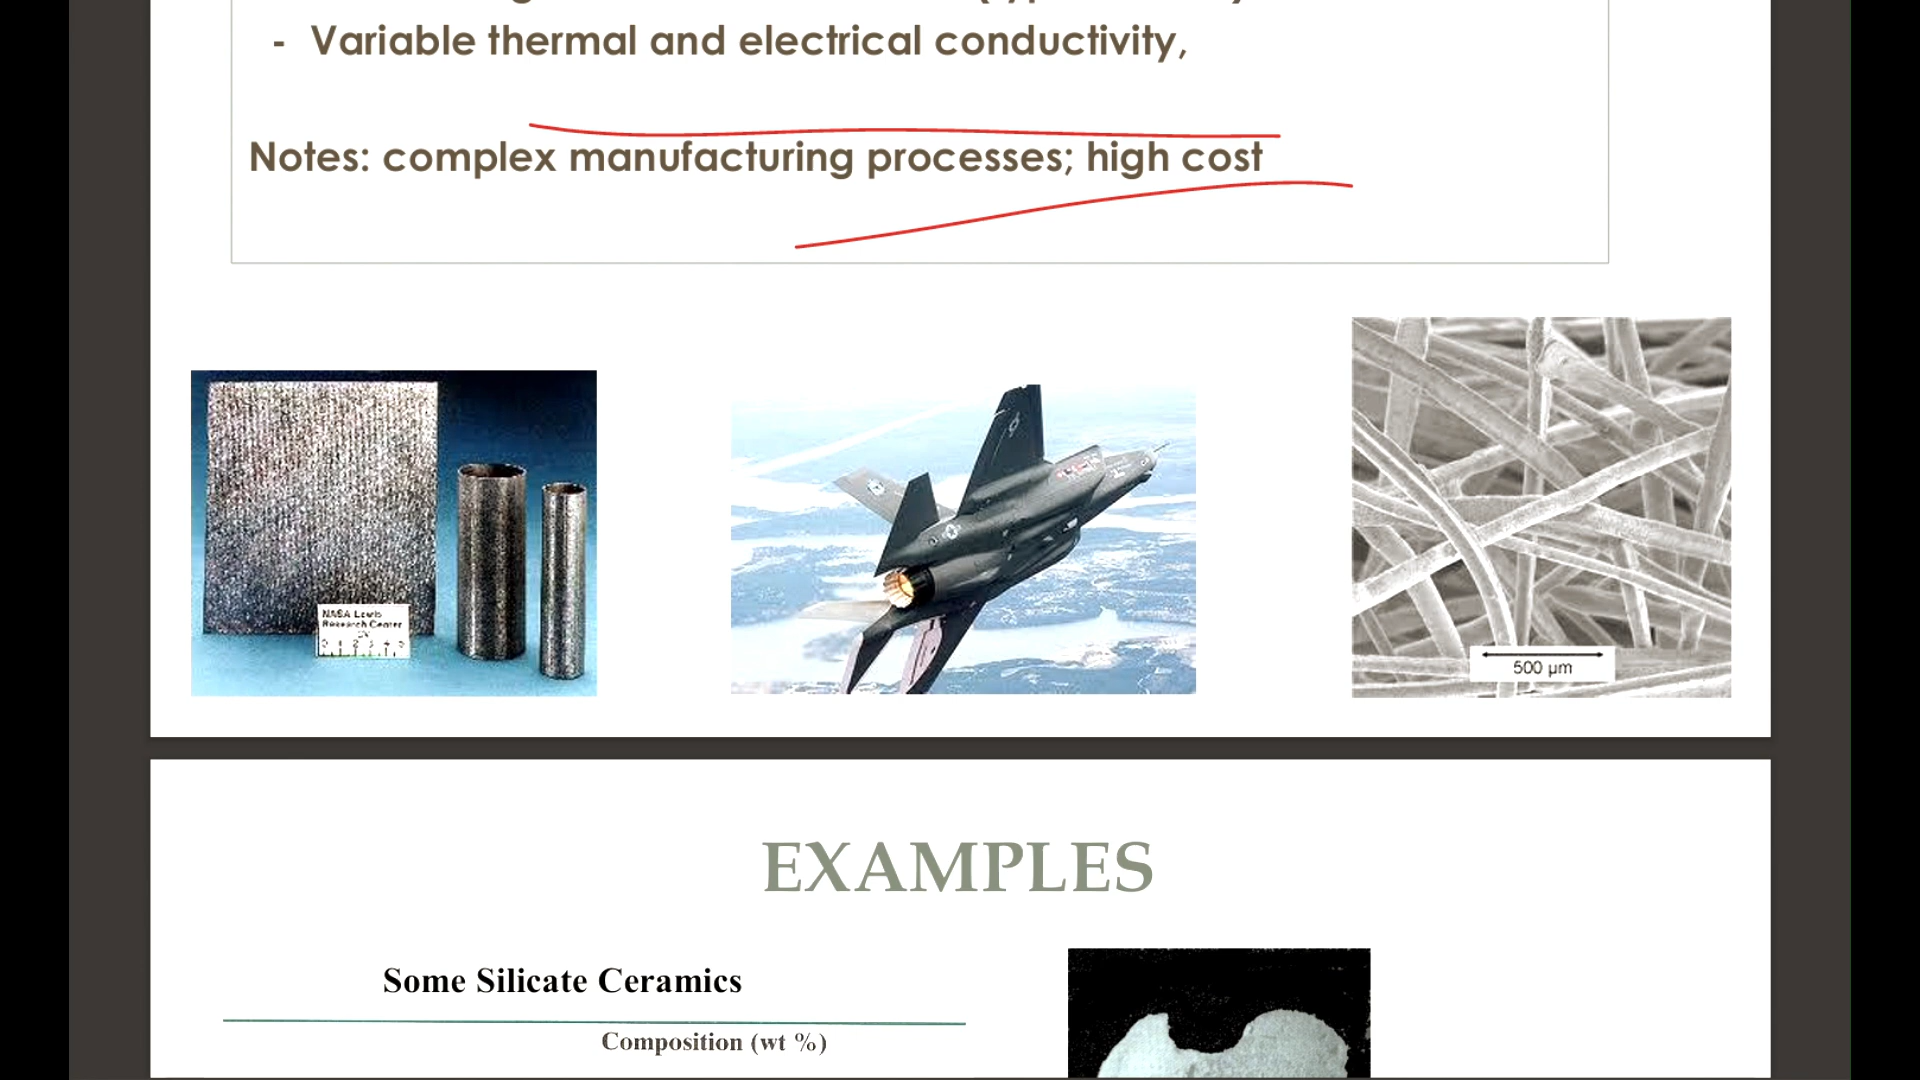 - Variable thermal and electrical conductivity,
Notes: complex manufacturing processes; high cost
NASA Lewis
Research Center
500 µm
EXAMPLES
Some Silicate Ceramics
Composition (wt %)